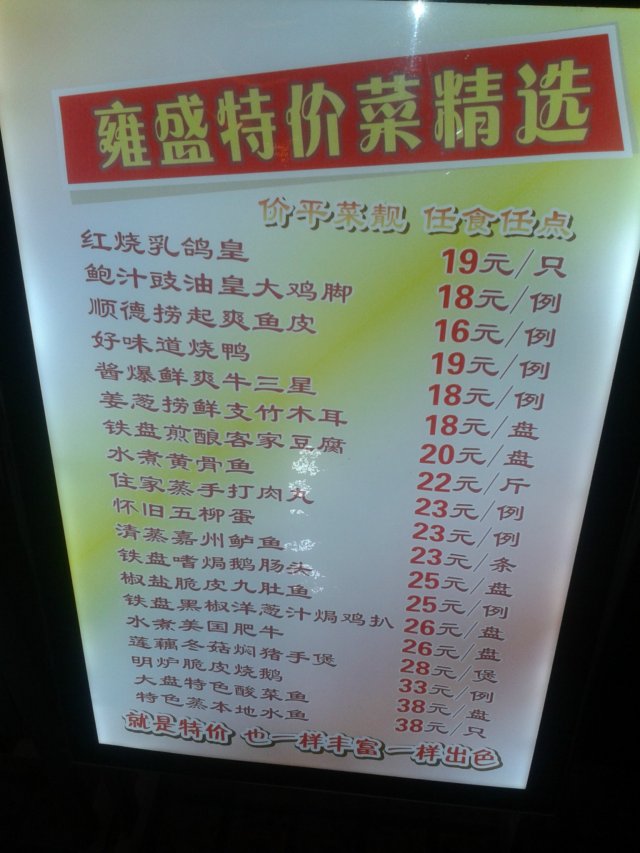 雍盛特价菜精选
价平菜靓 任食任点
红烧乳鸽皇 19元/只
鲍汁豉油皇大鸡脚 18元/例
顺德捞起爽鱼皮 16元/例
好味道烧鸭 19元/例
酱爆鲜爽牛三星 18元/例
姜葱捞鲜支竹木耳 18元/盘
铁盘煎酿客家豆腐 20元/盘
水煮黄骨鱼 22元/斤
住家蒸手打肉丸 23元/例
怀旧五柳蛋 23元/例
清蒸嘉州鲈鱼 23元/条
铁盘嗜焗鹅肠头 25元/盘
椒盐脆皮九肚鱼 25元/例
铁盘黑椒洋葱汁焗鸡扒 26元/盘
水煮美国肥牛 26元/盘
莲藕冬菇焖猪手煲 28元/煲
明炉脆皮烧鹅 33元/例
大盘特色酸菜鱼 38元/盘
特色蒸本地水鱼 38元/只
就是特价 也一样丰富一样出色